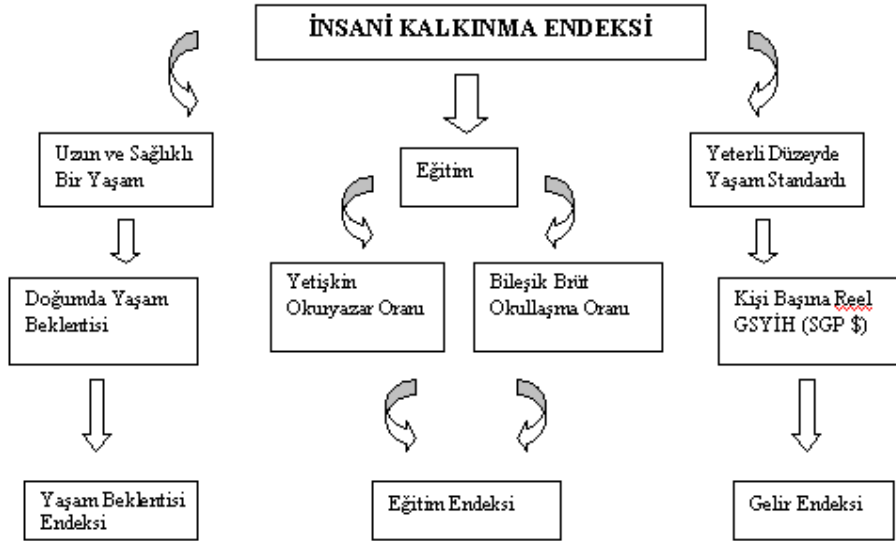 İNSANİ KALKINMA ENDEKSİ
Uzun ve Sağlıklı
Bir Yaşam
Eğitim
Yeterli Düzeyde
Yaşam Standardı
Doğumda Yaşam
Beklentisi
Yetişkin
Okuryazar Oranı
Bileşik Brüt
Okullaşma Oranı
Kişi Başına Reel
GSYİH (SGP $)
Yaşam Beklentisi
Endeksi
Eğitim Endeksi
Gelir Endeksi